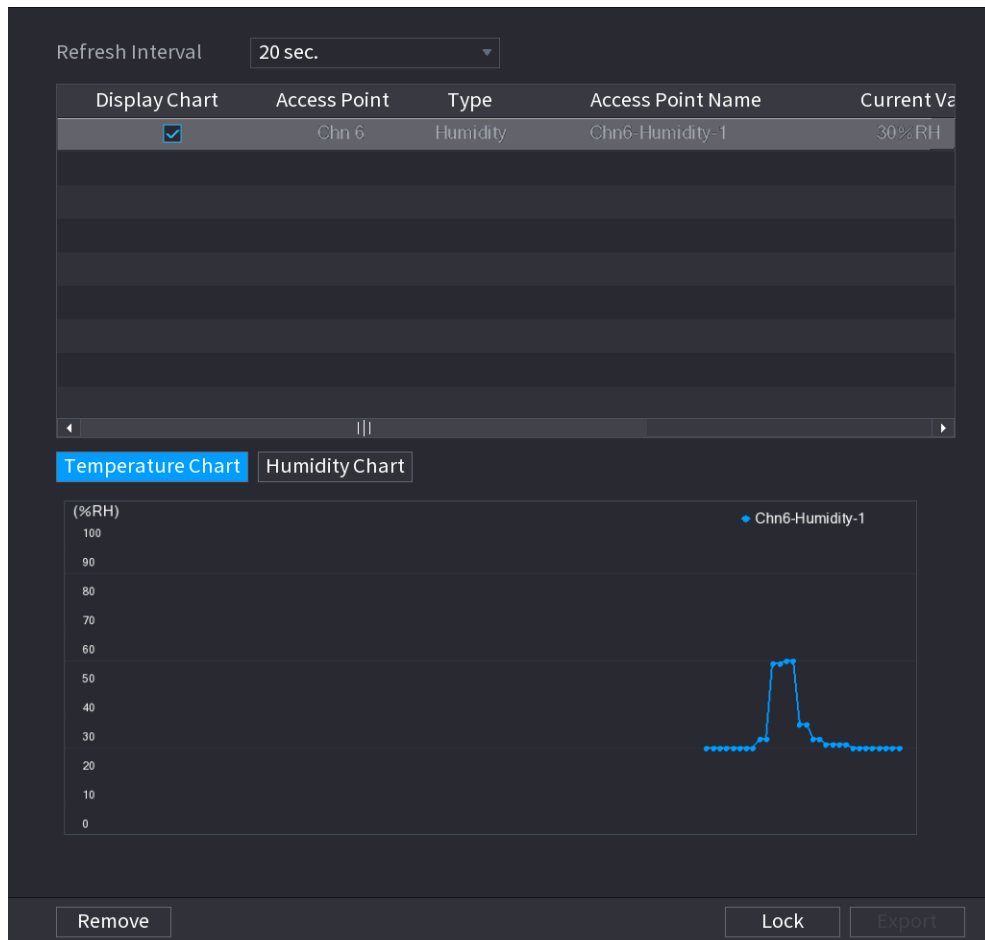 Refresh Interval 20 sec.
Display Chart Access Point Type Access Point Name Current Va
Chn 6 Humidity Chn6-Humidity-1 30%RH
Temperature Chart Humidity Chart
(%RH)
Chn6-Humidity-1
100
90
80
70
60
50
40
30
20
10
0
Remove Lock Export